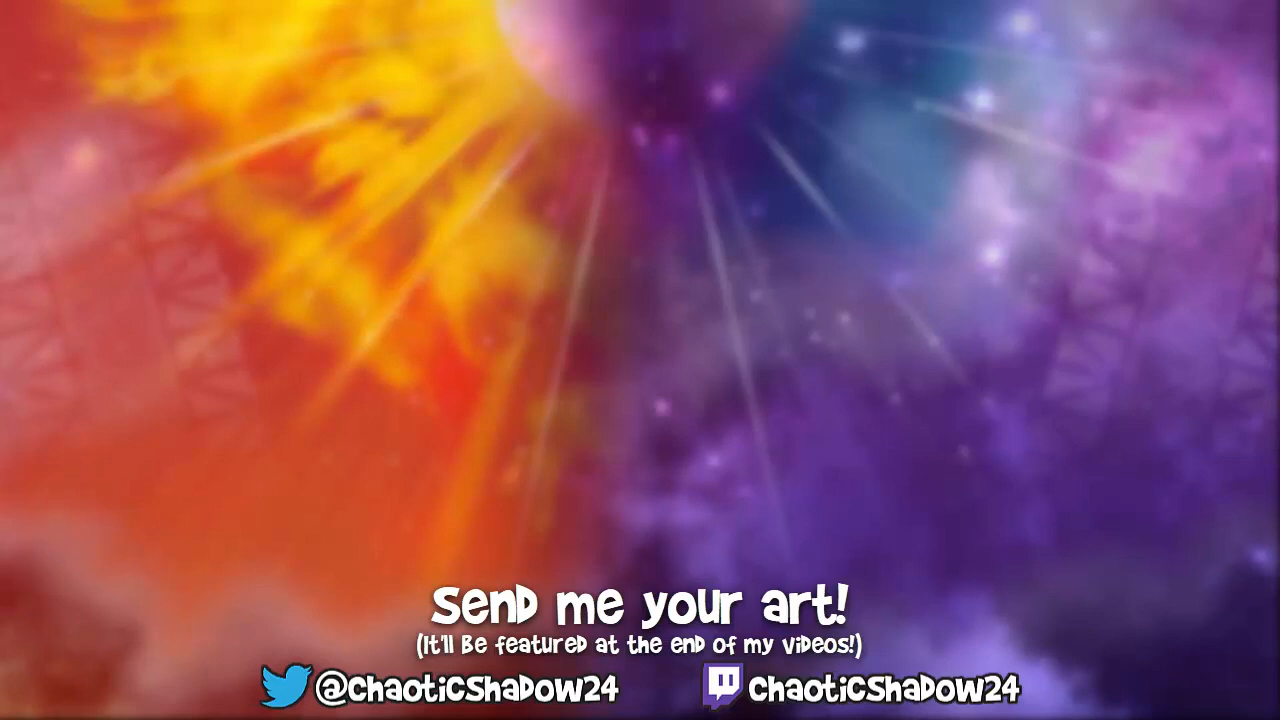 Send me your art!
(It'll Be featured at the end of my videos!)
@ChaoticShadow24 ChaoticShadow24